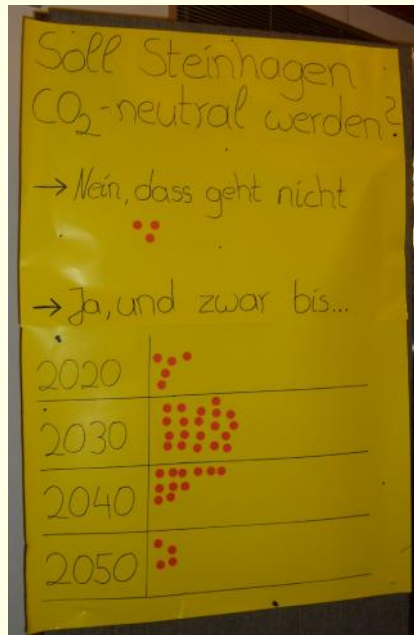 Soll Steinhagen
CO₂-neutral werden?
→ Nein, dass geht nicht
→ Ja, und zwar bis...
2020
2030
2040
2050